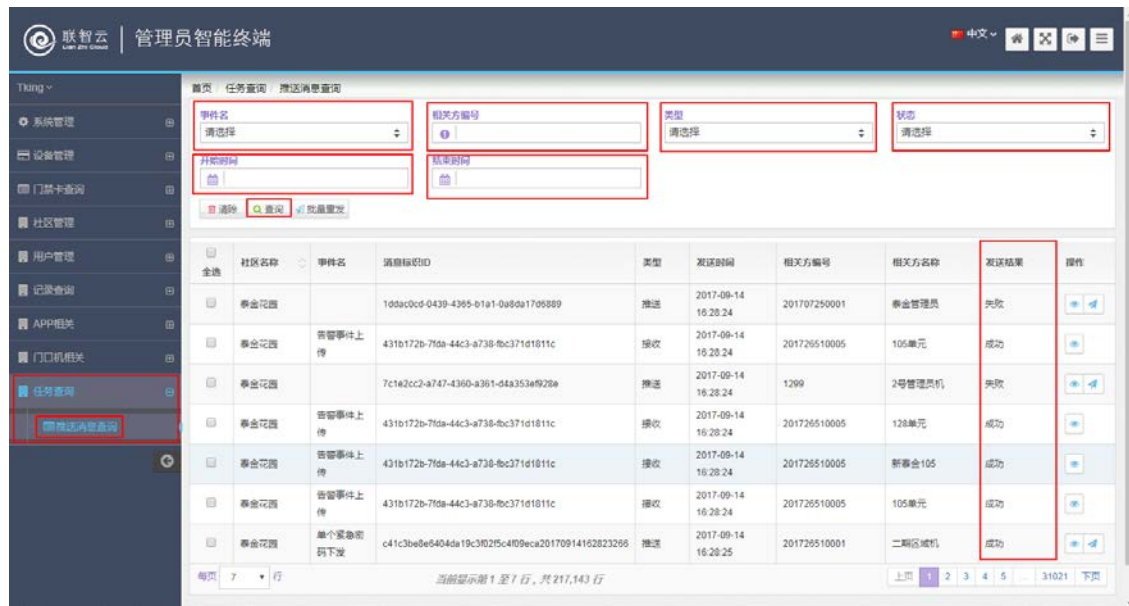 联智云 管理员智能终端 中文
Lian Zhi Cloud
Tking
系统管理
设备管理
门禁卡查询
社区管理
用户管理
记录查询
APP相关
门口机相关
任务查询
推送消息查询
首页 / 任务查询 / 推送消息查询
事件名 相关方编号 类型 状态
请选择 请选择 请选择
开始时间 结束时间
清除 查询 批量重发
全选 社区名称 事件名 消息标识ID 类型 发送时间 相关方编号 相关方名称 发送结果 操作
泰金花园 1ddac0cd-0439-4365-b1a1-0a8da17d6889 推送 2017-09-14 16:28:24 201707250001 泰金管理员 失败
泰金花园 告警事件上传 431b172b-7fda-44c3-a738-fbc371d1811c 接收 2017-09-14 16:28:24 201726510005 105单元 成功
泰金花园 7c1e2cc2-a747-4360-a361-d4a353ef928e 推送 2017-09-14 16:28:24 1299 2号管理员机 失败
泰金花园 告警事件上传 431b172b-7fda-44c3-a738-fbc371d1811c 接收 2017-09-14 16:28:24 201726510005 128单元 成功
泰金花园 告警事件上传 431b172b-7fda-44c3-a738-fbc371d1811c 接收 2017-09-14 16:28:24 201726510005 新泰金105 成功
泰金花园 告警事件上传 431b172b-7fda-44c3-a738-fbc371d1811c 接收 2017-09-14 16:28:24 201726510005 105单元 成功
泰金花园 单个紧急密码下发 c41c3be8e6404da19c3f02f5c4f09eca20170914162823266 推送 2017-09-14 16:28:25 201726510001 二期区域机 成功
每页 7 行 当前显示第 1 至 7 行，共 217,143 行 上页 1 2 3 4 5 ... 31021 下页